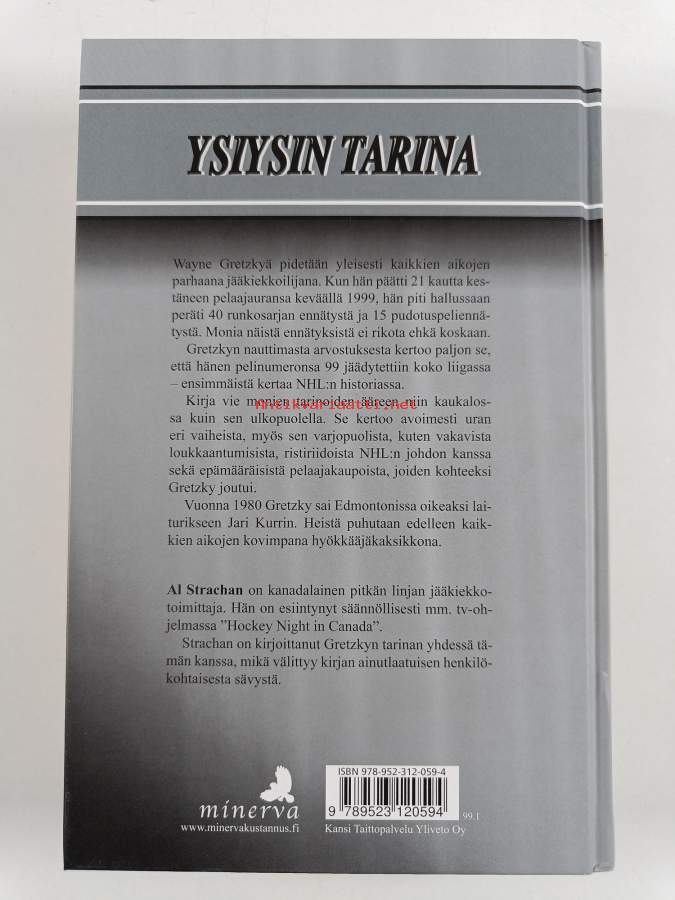 YSIYSIN TARINA
Wayne Gretzkyä pidetään yleisesti kaikkien aikojen
parhaana jääkiekkoilijana. Kun hän päätti 21 kautta kes-
täneen pelaajauransa keväällä 1999, hän piti hallussaan
peräti 40 runkosarjan ennätystä ja 15 pudotuspeliennä-
tystä. Monia näistä ennätyksistä ei rikota ehkä koskaan.
Gretzkyn nauttimasta arvostuksesta kertoo paljon se,
että hänen pelinumeronsa 99 jäädytettiin koko liigassa
– ensimmäistä kertaa NHL:n historiassa.
Kirja vie monien tarinoiden ääreen niin kaukalos-
Antikvariaatti.net
sa kuin sen ulkopuolella. Se kertoo avoimesti uran
eri vaiheista, myös sen varjopuolista, kuten vakavista
loukkaantumisista, ristiriidoista NHL:n johdon kanssa
sekä epämääräisistä pelaajakaupoista, joiden kohteeksi
Gretzky joutui.
Vuonna 1980 Gretzky sai Edmontonissa oikeaksi lai-
turikseen Jari Kurrin. Heistä puhutaan edelleen kaik-
kien aikojen kovimpana hyökkääjäkaksikkona.
Al Strachan on kanadalainen pitkän linjan jääkiekko-
toimittaja. Hän on esiintynyt säännöllisesti mm. tv-oh-
jelmassa ”Hockey Night in Canada”.
Strachan on kirjoittanut Gretzkyn tarinan yhdessä tä-
män kanssa, mikä välittyy kirjan ainutlaatuisen henkilö-
kohtaisesta sävystä.
minerva
www.minervakustannus.fi
ISBN 978-952-312-059-4
9 789523 120594
99.1
Kansi Taittopalvelu Yliveto Oy